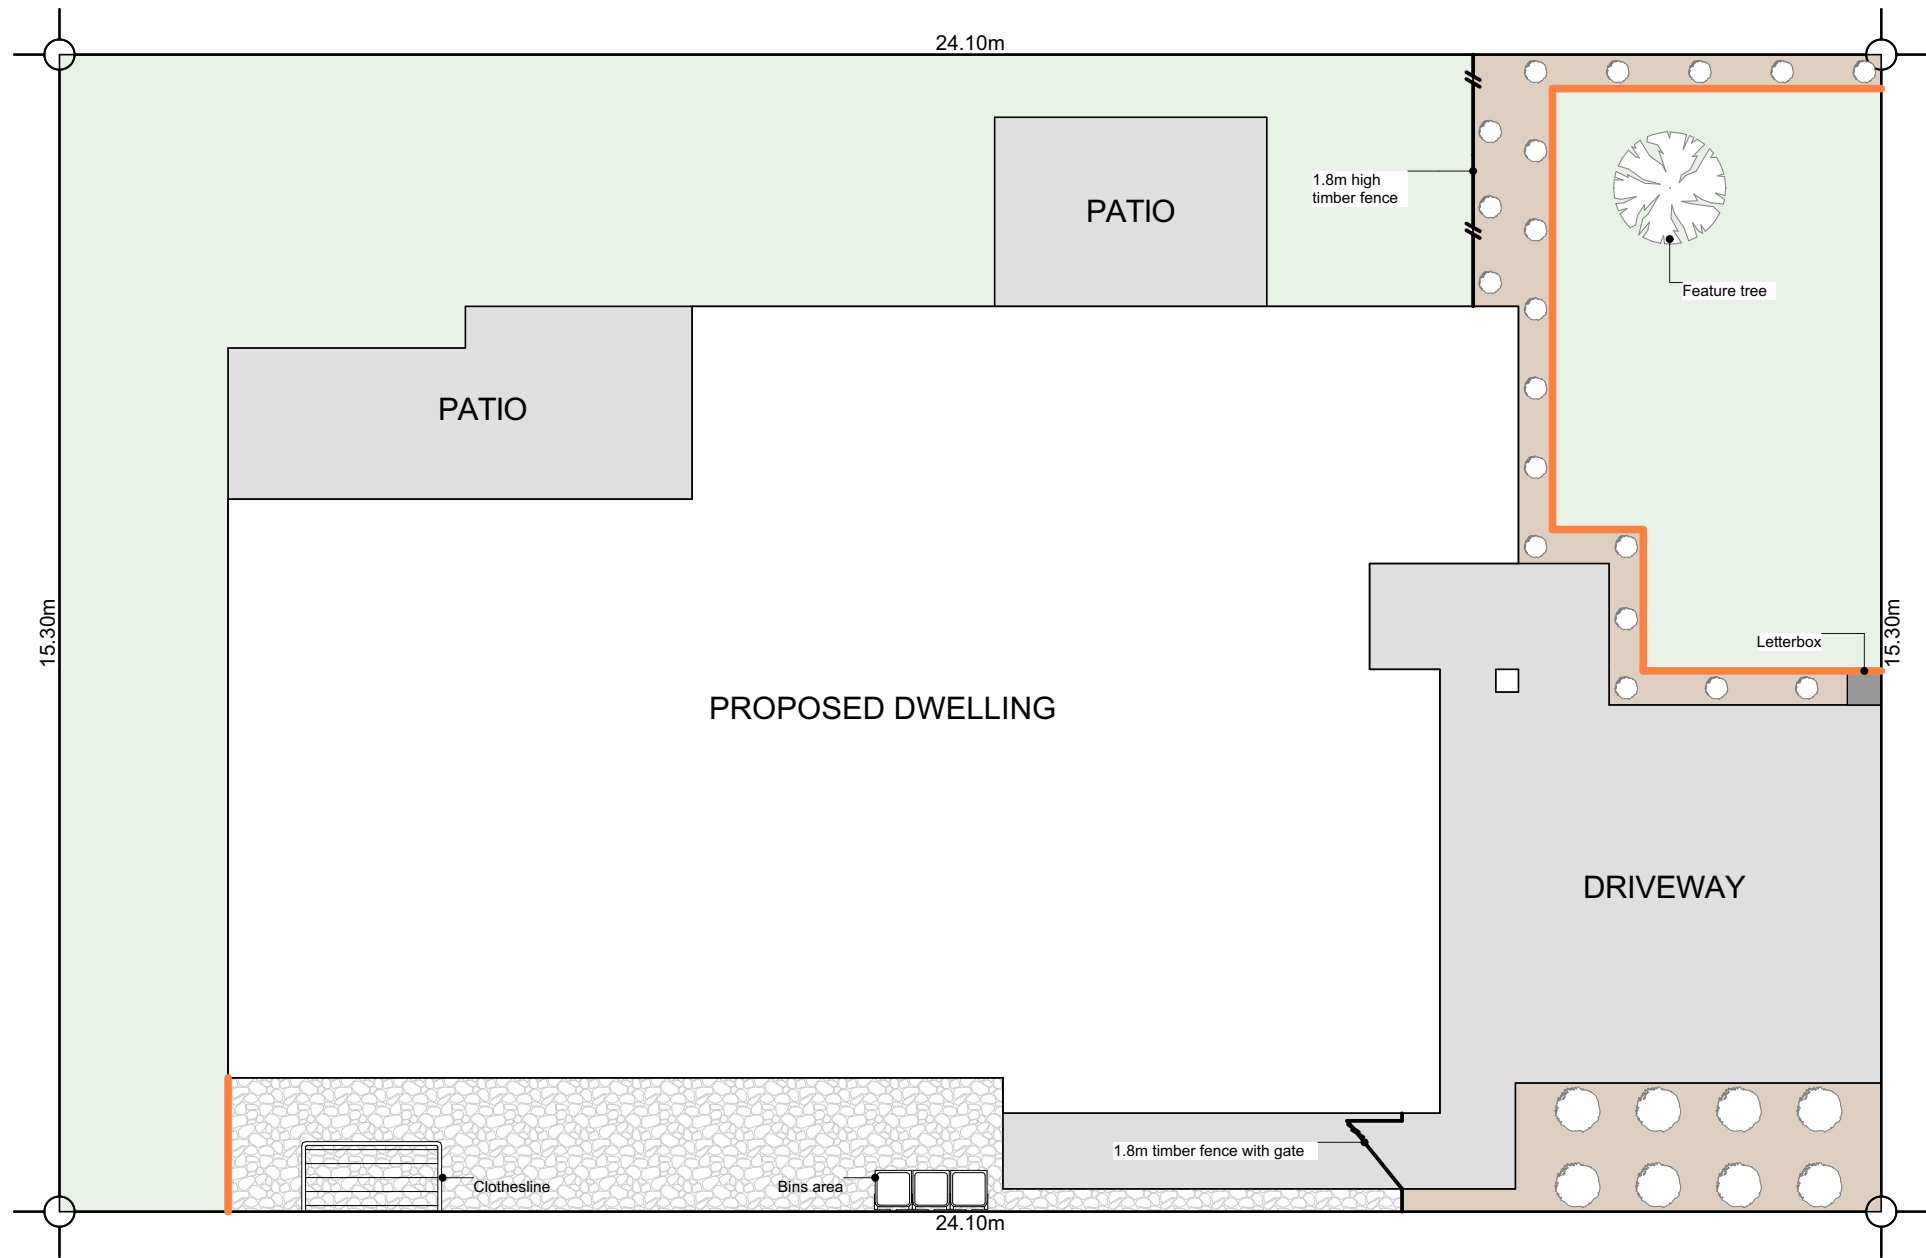 24.10m
1.8m high
timber fence
PATIO
Feature tree
PATIO
15.30m
15.30m
Letterbox
PROPOSED DWELLING
DRIVEWAY
1.8m timber fence with gate
Clothesline
Bins area
24.10m